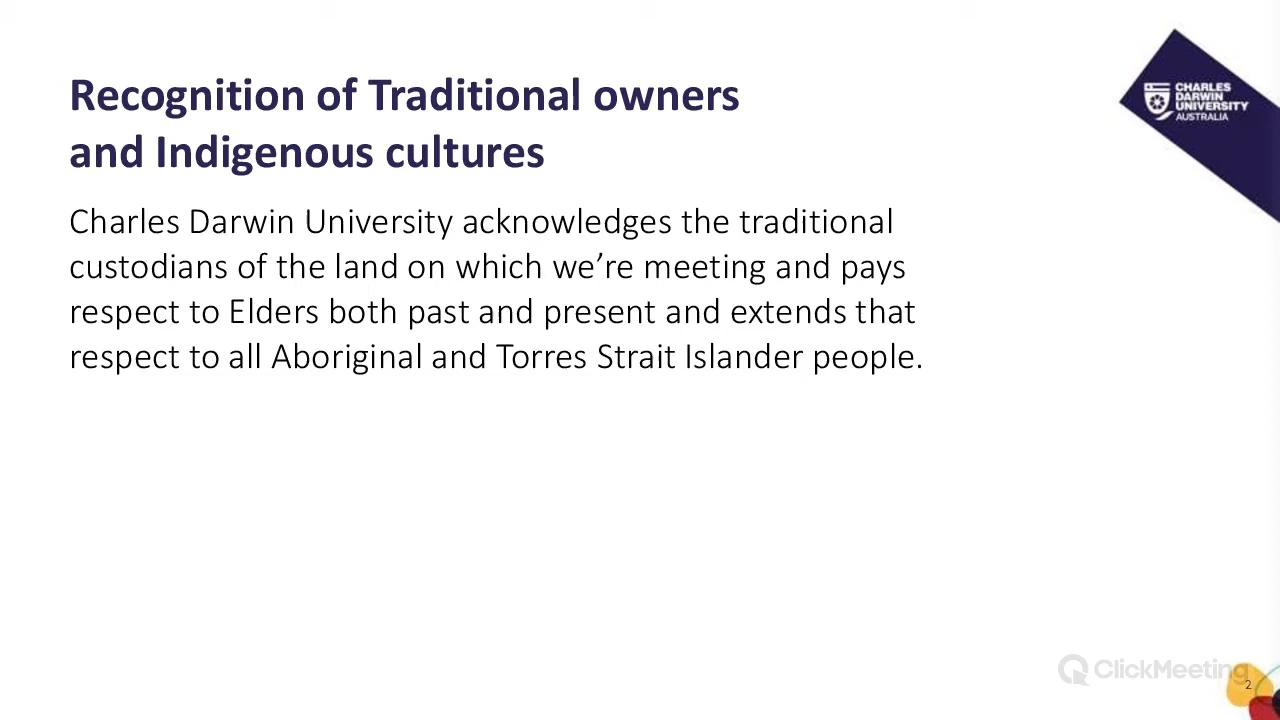 Recognition of Traditional owners
and Indigenous cultures
CHARLES
DARWIN
UNIVERSITY
AUSTRALIA
Charles Darwin University acknowledges the traditional
custodians of the land on which we’re meeting and pays
respect to Elders both past and present and extends that
respect to all Aboriginal and Torres Strait Islander people.
ClickMeeting
2